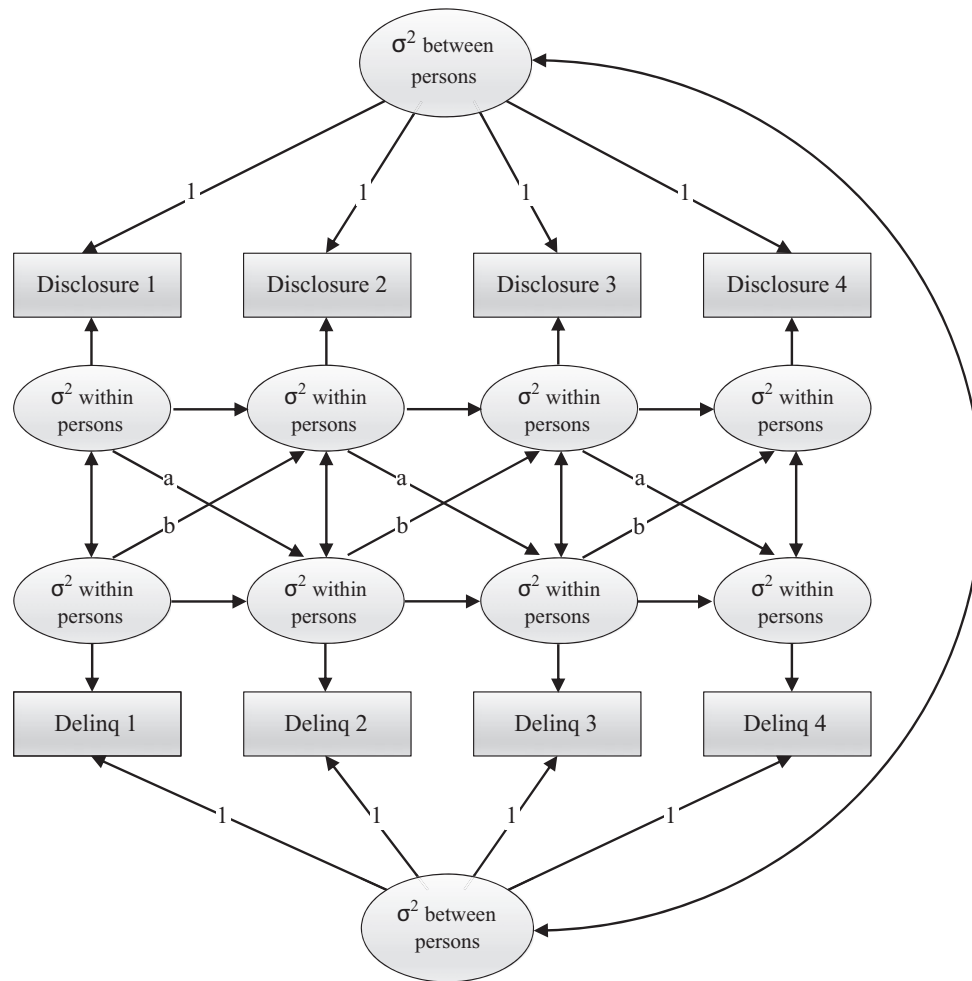 σ² between
persons
1
1
1
1
Disclosure 1
Disclosure 2
Disclosure 3
Disclosure 4
σ² within
persons
σ² within
persons
σ² within
persons
σ² within
persons
a
a
a
b
b
b
σ² within
persons
σ² within
persons
σ² within
persons
σ² within
persons
Delinq 1
Delinq 2
Delinq 3
Delinq 4
1
1
1
1
σ² between
persons